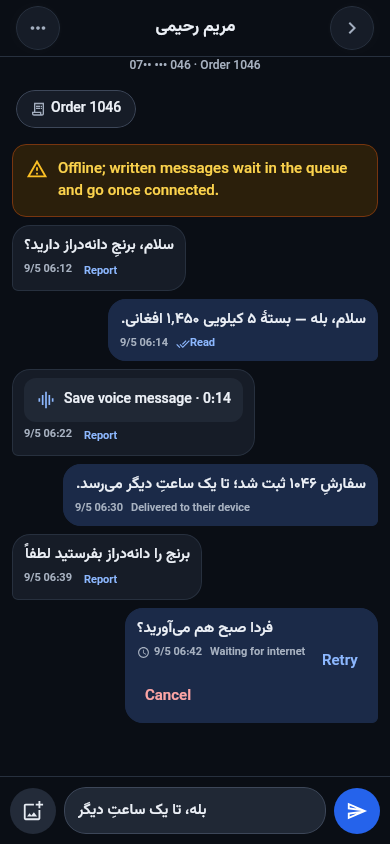 مریم رحیمی
07•• ••• 046 · Order 1046
Order 1046
Offline; written messages wait in the queue
and go once connected.
سلام، برنجِ دانه‌دراز دارید؟
9/5 06:12 Report
سلام، بله — بستهٔ ۵ کیلویی ۱,۴۵۰ افغانی.
9/5 06:14 Read
Save voice message · 0:14
9/5 06:22 Report
سفارشِ ۱۰۴۶ ثبت شد؛ تا یک ساعتِ دیگر می‌رسد.
9/5 06:30 Delivered to their device
برنج را دانه‌دراز بفرستید لطفاً
9/5 06:39 Report
فردا صبح هم می‌آورید؟
9/5 06:42 Waiting for internet Retry
Cancel
بله، تا یک ساعتِ دیگر